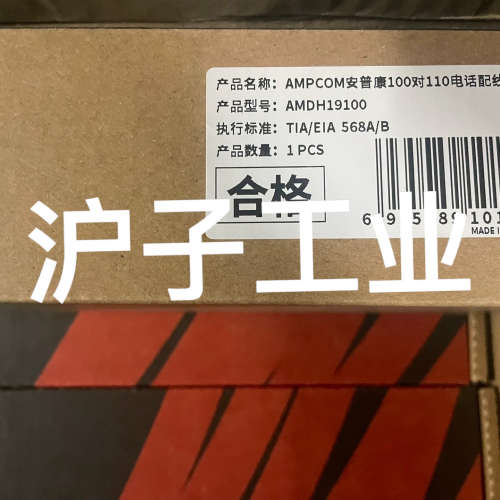 产品名称: AMPCOM安普康100对110电话配线
产品型号: AMDH19100
执行标准: TIA/EIA 568A/B
产品数量: 1 PCS
合格
MADE IN
沪子工业